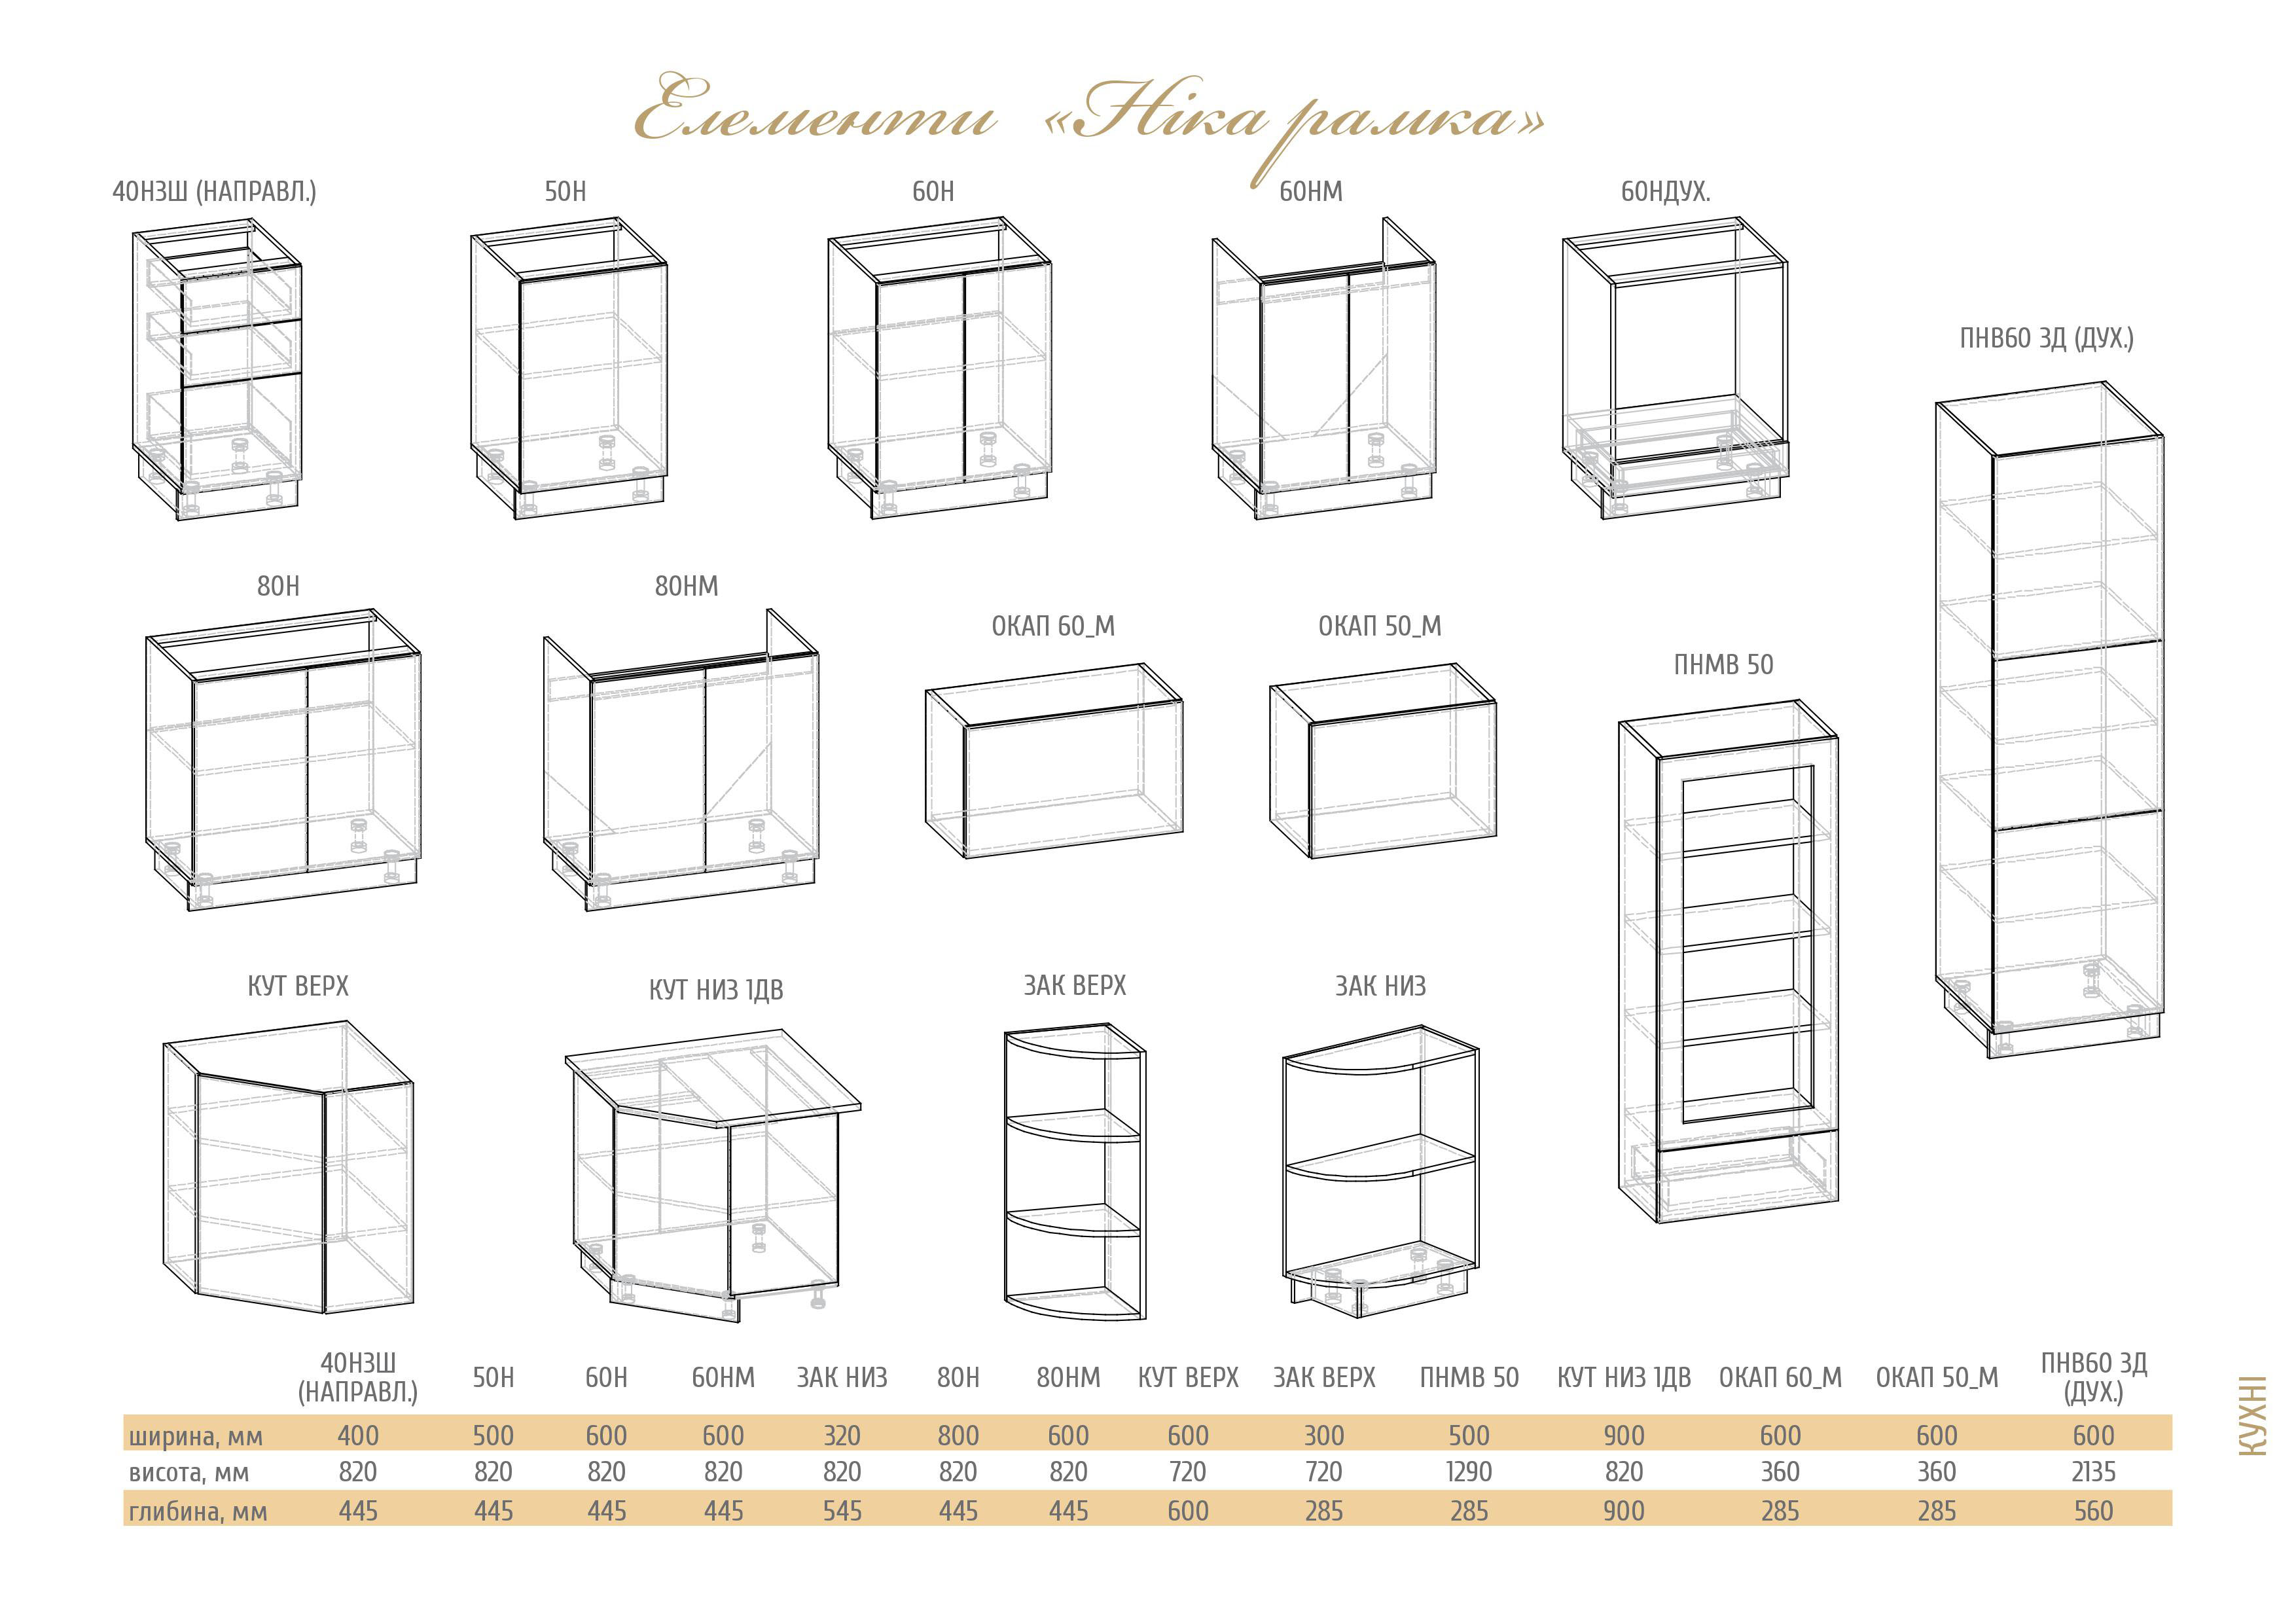 Елементи «Ніка рамка»
40Н3Ш (НАПРАВЛ.)
50Н
60Н
60НМ
60НДУХ.
ПНВ60 3Д (ДУХ.)
80Н
80НМ
ОКАП 60_М
ОКАП 50_М
ПНМВ 50
КУТ ВЕРХ
КУТ НИЗ 1ДВ
ЗАК ВЕРХ
ЗАК НИЗ
40Н3Ш (НАПРАВЛ.) 50Н 60Н 60НМ ЗАК НИЗ 80Н 80НМ КУТ ВЕРХ ЗАК ВЕРХ ПНМВ 50 КУТ НИЗ 1ДВ ОКАП 60_М ОКАП 50_М ПНВ60 3Д (ДУХ.)
ширина, мм 400 500 600 600 320 800 600 600 300 500 900 600 600 600
висота, мм 820 820 820 820 820 820 820 720 720 1290 820 360 360 2135
глибина, мм 445 445 445 445 545 445 445 600 285 285 900 285 285 560
КУХНІ